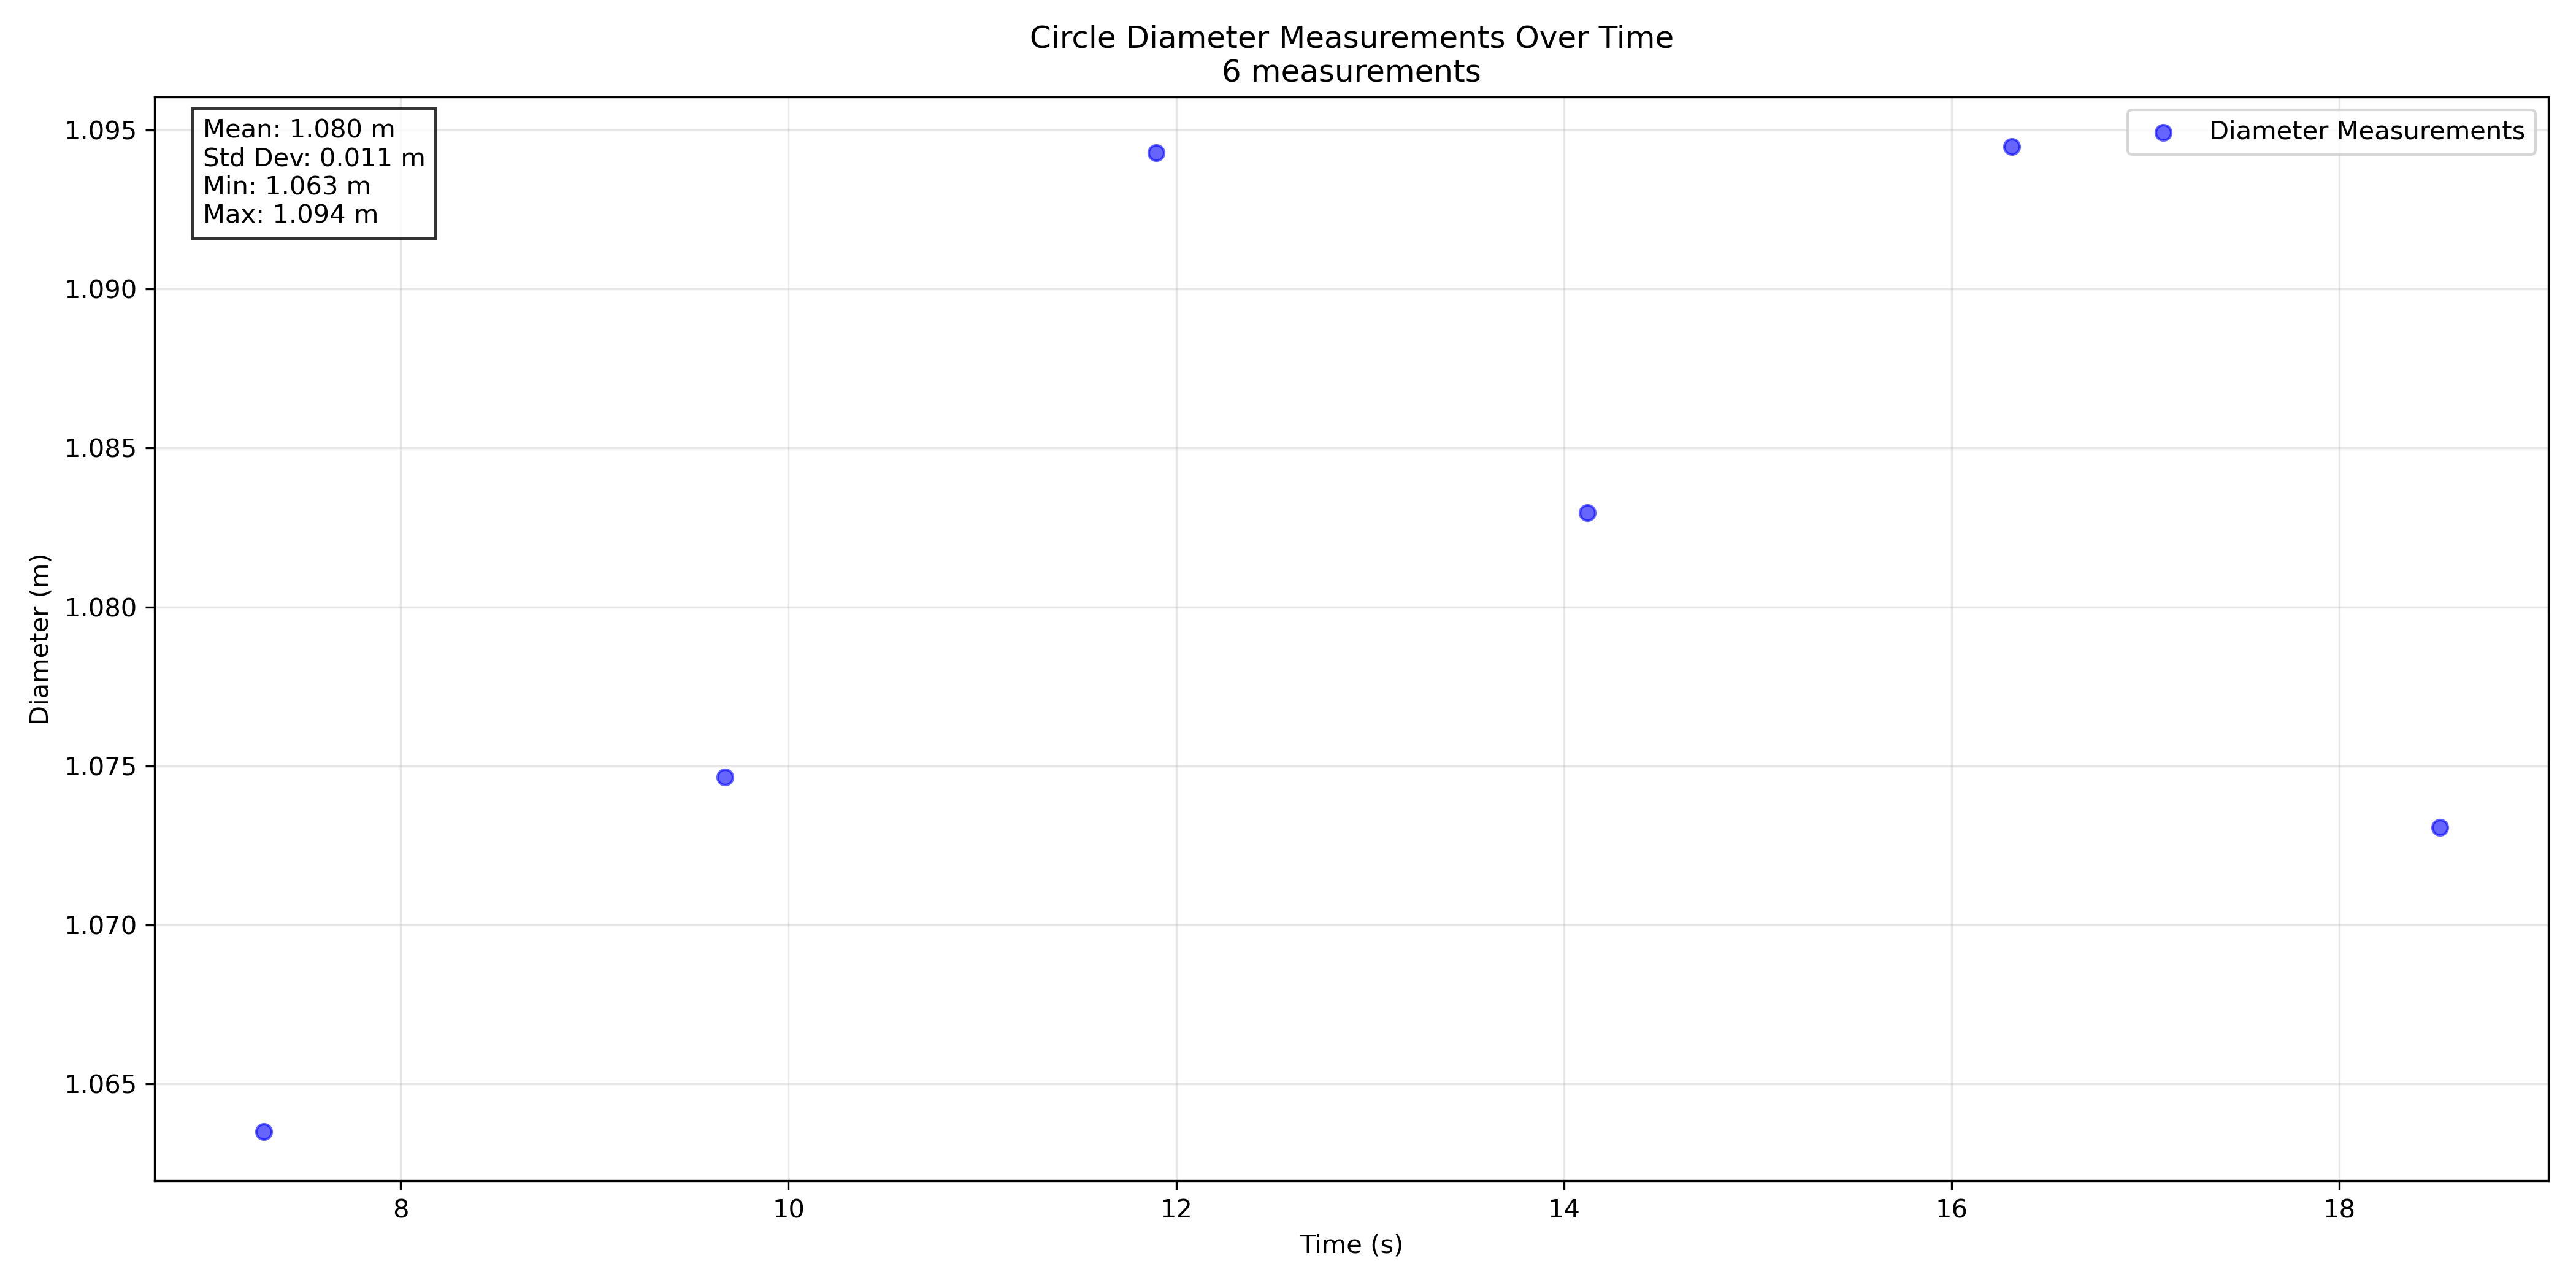 Circle Diameter Measurements Over Time
6 measurements
Mean: 1.080 m
Std Dev: 0.011 m
Min: 1.063 m
Max: 1.094 m
Diameter Measurements
Diameter (m)
1.095
1.090
1.085
1.080
1.075
1.070
1.065
8 10 12 14 16 18
Time (s)